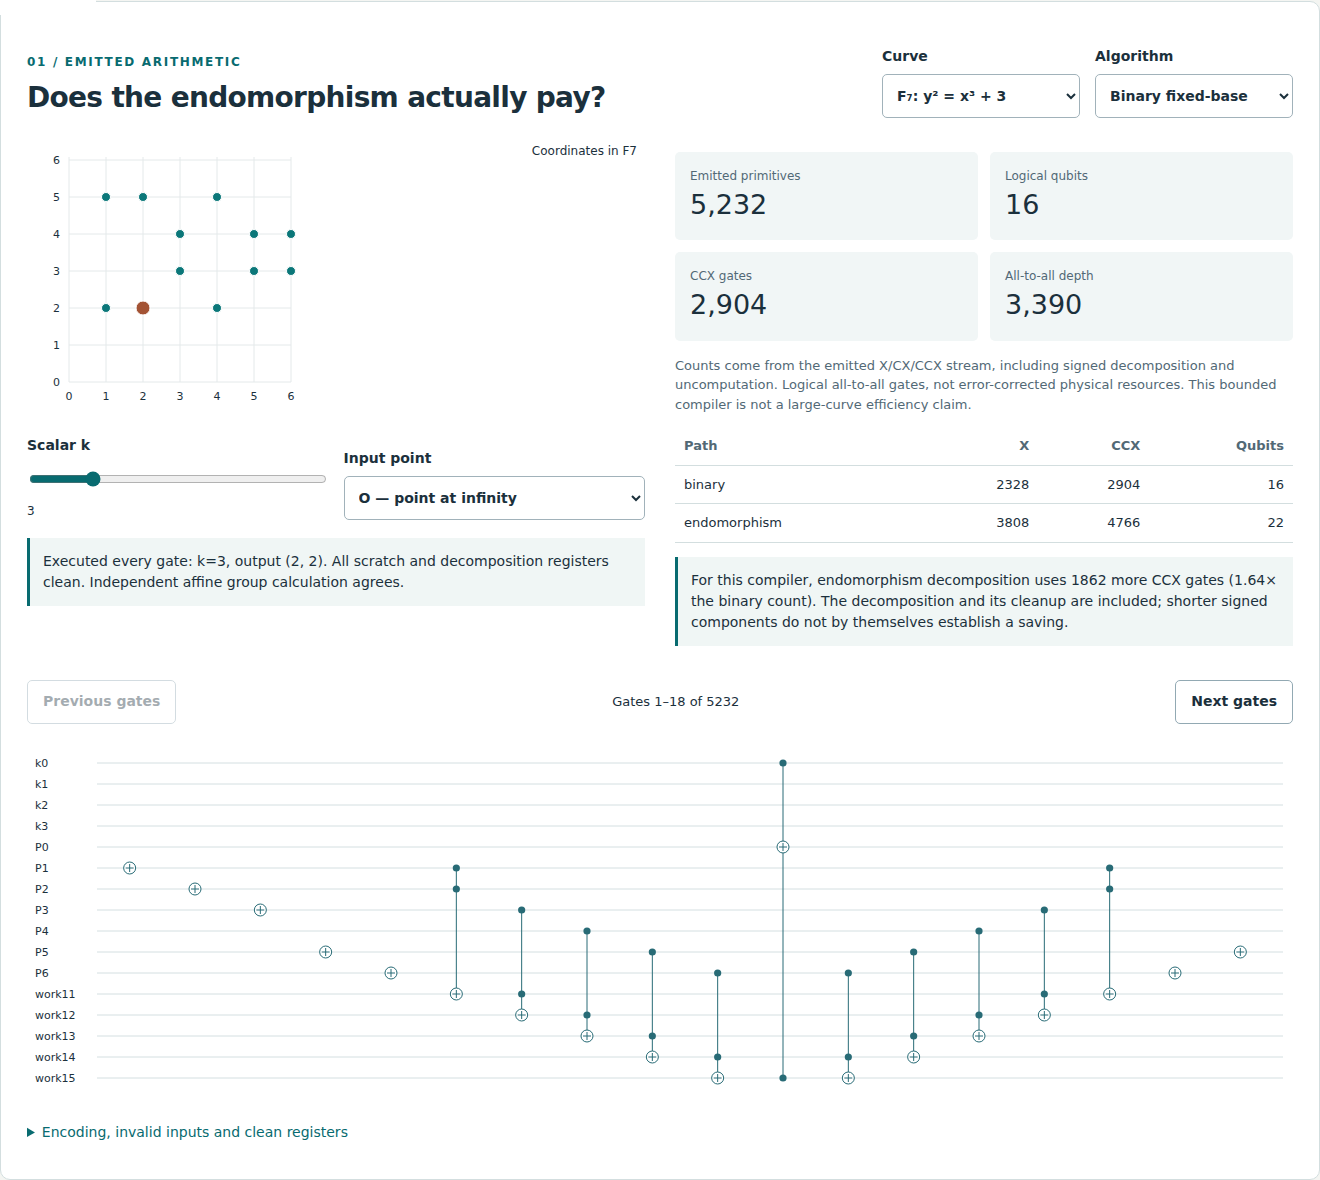 01 / EMITTED ARITHMETIC
Does the endomorphism actually pay?
Curve
F₇: y² = x³ + 3
Algorithm
Binary fixed-base
Coordinates in F7
6
5
4
3
2
1
0
0 1 2 3 4 5 6
Scalar k
3
Input point
O — point at infinity
Executed every gate: k=3, output (2, 2). All scratch and decomposition registers
clean. Independent affine group calculation agrees.
Emitted primitives
5,232
Logical qubits
16
CCX gates
2,904
All-to-all depth
3,390
Counts come from the emitted X/CX/CCX stream, including signed decomposition and
uncomputation. Logical all-to-all gates, not error-corrected physical resources. This bounded
compiler is not a large-curve efficiency claim.
Path X CCX Qubits
binary 2328 2904 16
endomorphism 3808 4766 22
For this compiler, endomorphism decomposition uses 1862 more CCX gates (1.64×
the binary count). The decomposition and its cleanup are included; shorter signed
components do not by themselves establish a saving.
Previous gates
Gates 1–18 of 5232
Next gates
k0
k1
k2
k3
P0
P1
P2
P3
P4
P5
P6
work11
work12
work13
work14
work15
Encoding, invalid inputs and clean registers